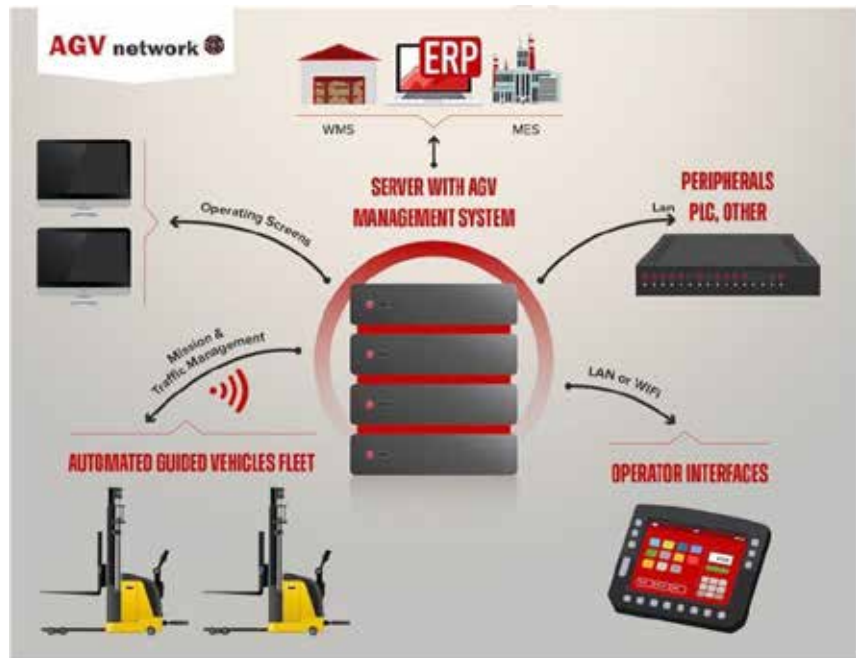 AGV network
ERP
WMS
MES
SERVER WITH AGV
MANAGEMENT SYSTEM
PERIPHERALS
PLC, OTHER
Operating Screens
Lan
Mission &
Traffic Management
LAN or WiFi
AUTOMATED GUIDED VEHICLES FLEET
OPERATOR INTERFACES